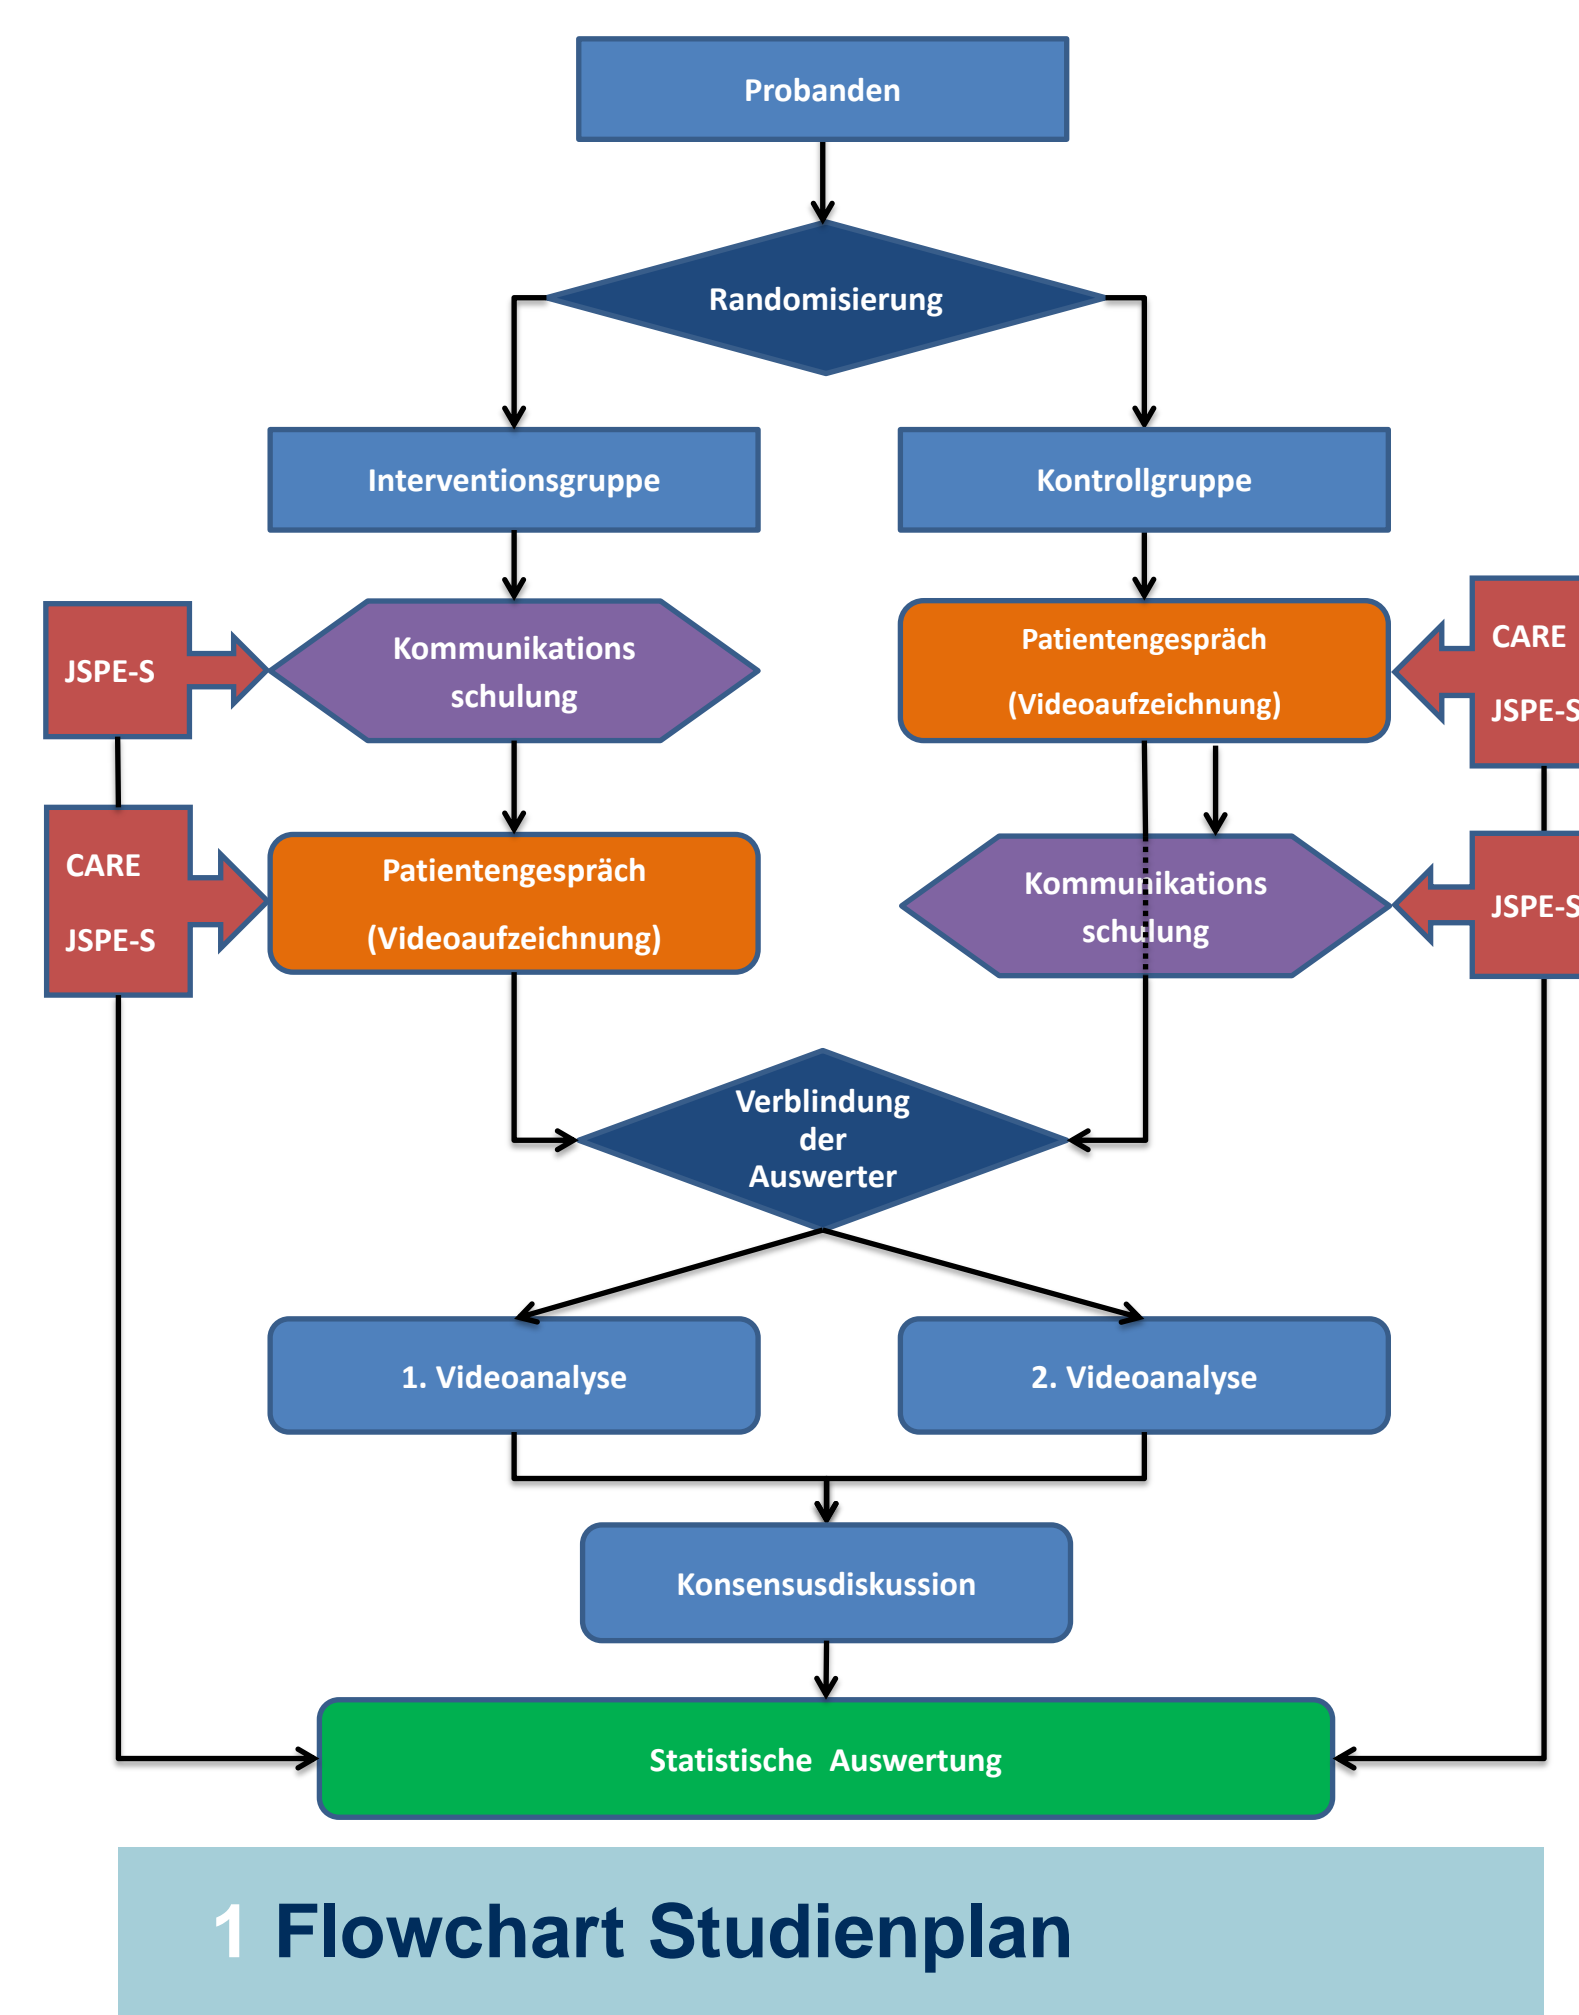 Probanden
Randomisierung
Interventionsgruppe
Kontrollgruppe
JSPE-S
Kommunikations
schulung
Patientengespräch
(Videoaufzeichnung)
CARE
JSPE-S
CARE
JSPE-S
Patientengespräch
(Videoaufzeichnung)
Kommunikations
schulung
JSPE-S
Verblindung
der
Auswerter
1. Videoanalyse
2. Videoanalyse
Konsensusdiskussion
Statistische Auswertung
1 Flowchart Studienplan